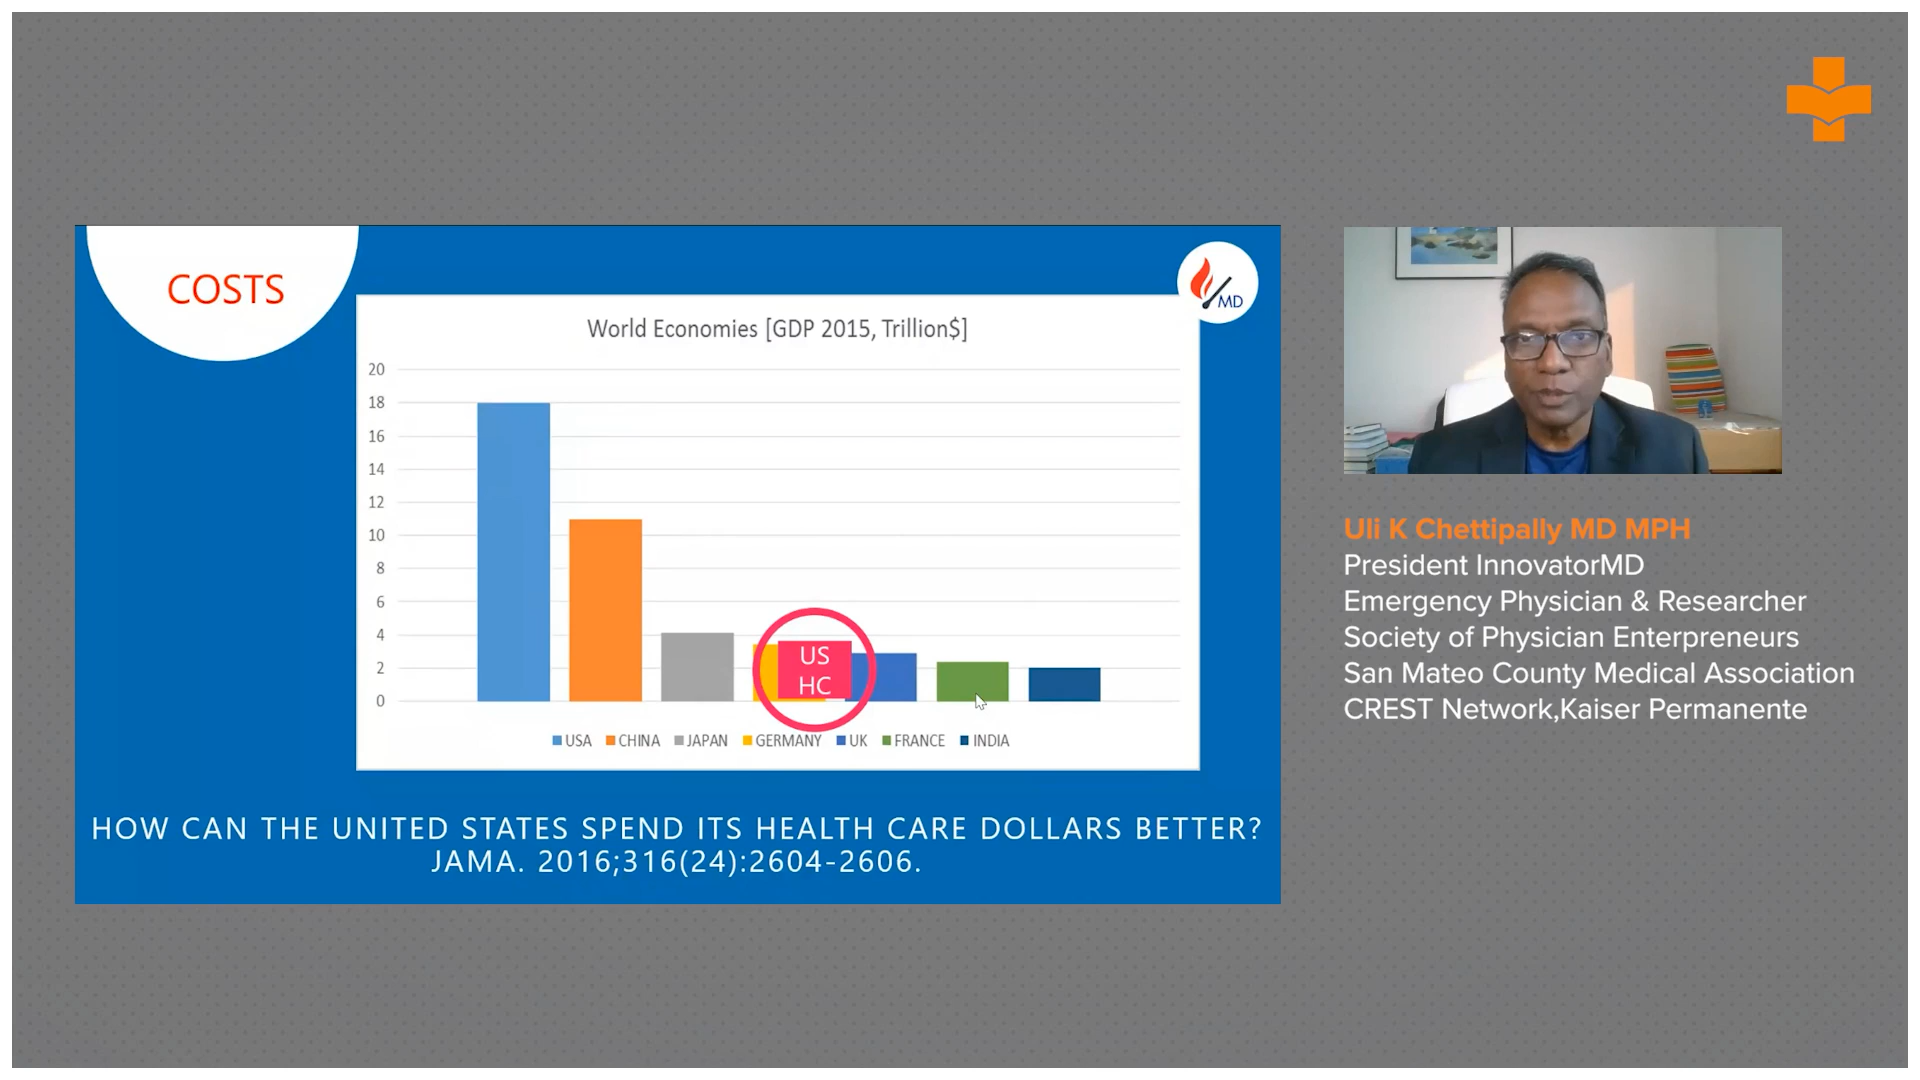 COSTS
MD
World Economies [GDP 2015, Trillion$]
20
18
16
14
12
10
8
6
4
2
0
US
HC
USA CHINA JAPAN GERMANY UK FRANCE INDIA
HOW CAN THE UNITED STATES SPEND ITS HEALTH CARE DOLLARS BETTER?
JAMA. 2016;316(24):2604-2606.
Uli K Chettipally MD MPH
President InnovatorMD
Emergency Physician & Researcher
Society of Physician Enterpreneurs
San Mateo County Medical Association
CREST Network,Kaiser Permanente